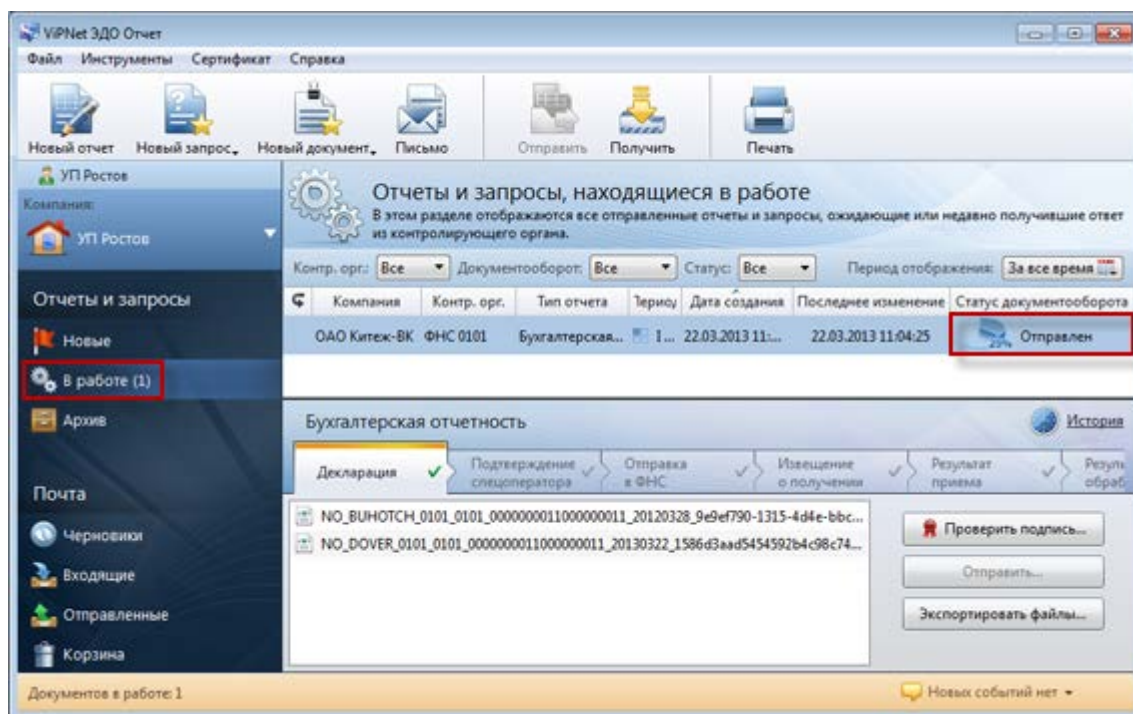 ViPNet ЭДО Отчет
Файл Инструменты Сертификат Справка
Новый отчет Новый запрос Новый документ Письмо Отправить Получить Печать
УП Ростов
Компания:
УП Ростов
Отчеты и запросы, находящиеся в работе
В этом разделе отображаются все отправленные отчеты и запросы, ожидающие или недавно получившие ответ
из контролирующего органа.
Контр. орг.: Все Документооборот: Все Статус: Все Период отображения: За все время
Отчеты и запросы
Новые
В работе (1)
Архив
Почта
Черновики
Входящие
Отправленные
Корзина
Компания Контр. орг. Тип отчета Период Дата создания Последнее изменение Статус документооборота
ОАО Китеж-ВК ФНС 0101 Бухгалтерская... 1... 22.03.2013 11:... 22.03.2013 11:04:25 25% Отправлен
Бухгалтерская отчетность История
Декларация
Подтверждение
спецоператора
Отправка
в ФНС
Извещение
о получении
Результат
приема
Резуль
обраб
NO_BUHOTCH_0101_0101_0000000011000000011_20120328_9e9ef790-1315-4d4e-bbc...
NO_DOVER_0101_0101_0000000011000000011_20130322_1586d3aad5454592b4c98c74...
Проверить подпись...
Отправить...
Экспортировать файлы...
Документов в работе: 1 Новых событий нет